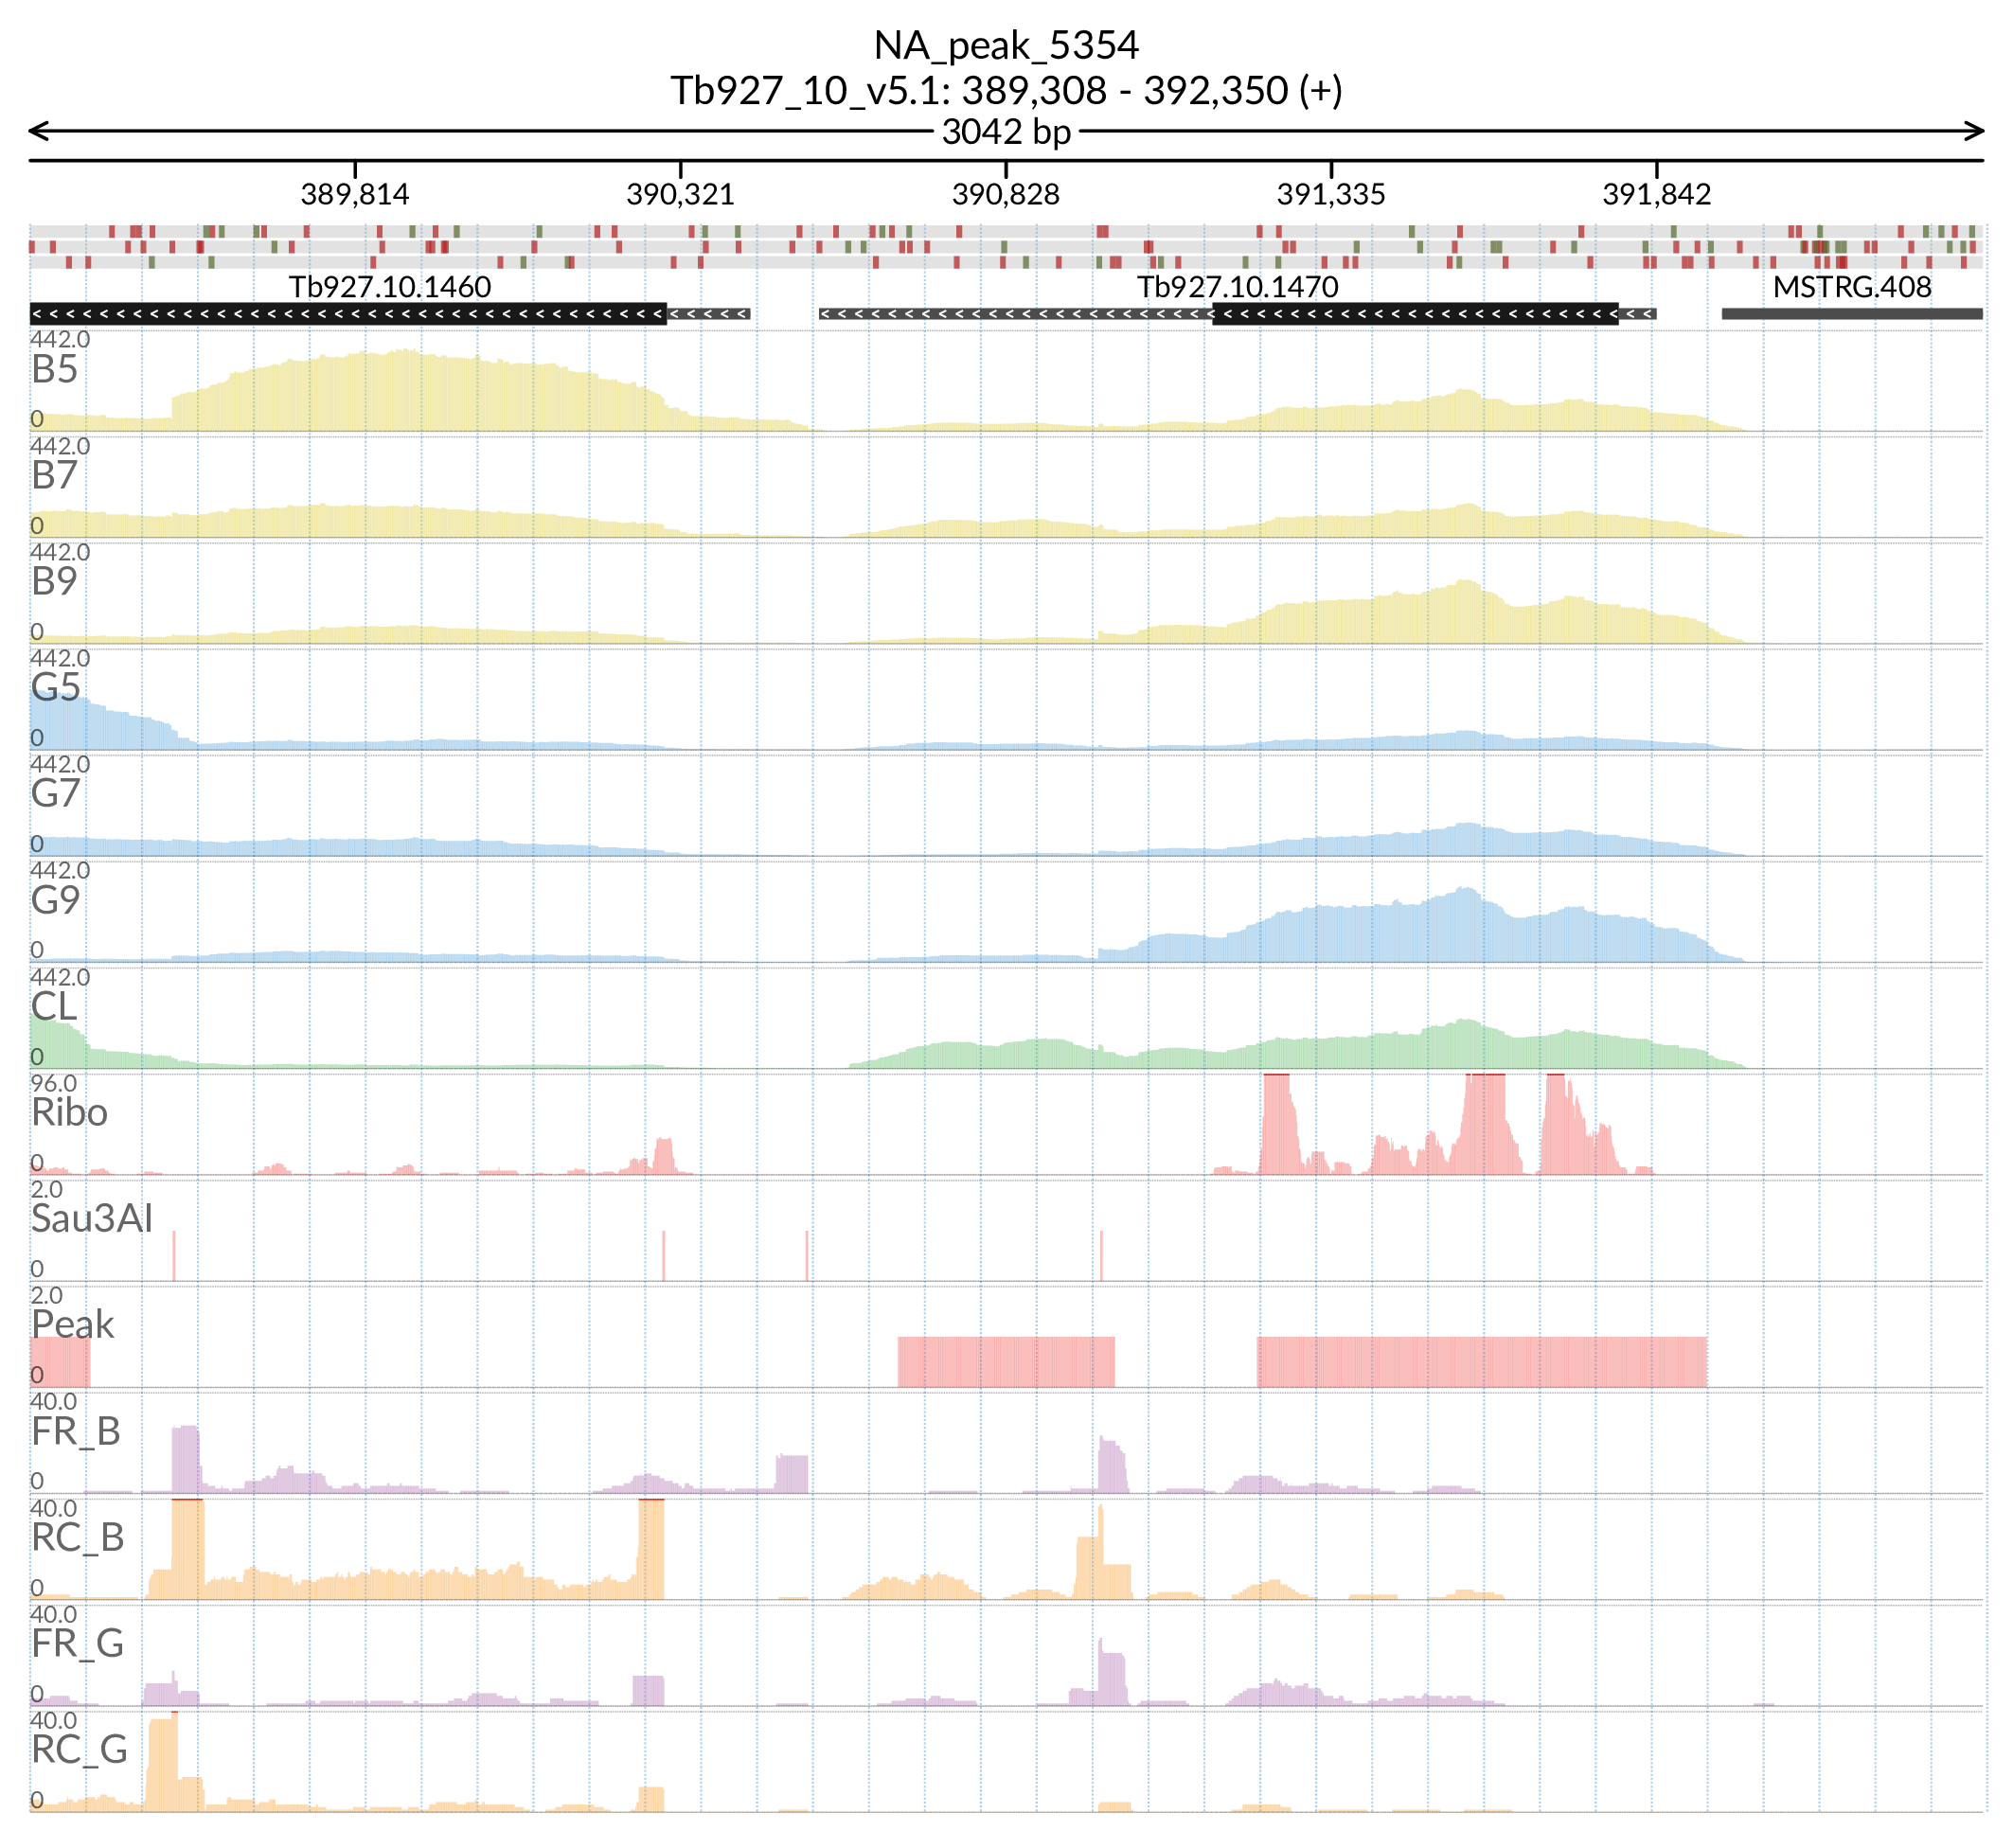 NA_peak_5354
Tb927_10_v5.1: 389,308 - 392,350 (+)
3042 bp
389,814 390,321 390,828 391,335 391,842
Tb927.10.1460 Tb927.10.1470 MSTRG.408
442.0
B5
0
442.0
B7
0
442.0
B9
0
442.0
G5
0
442.0
G7
0
442.0
G9
0
442.0
CL
0
96.0
Ribo
0
2.0
Sau3AI
0
2.0
Peak
0
40.0
FR_B
0
40.0
RC_B
0
40.0
FR_G
0
40.0
RC_G
0